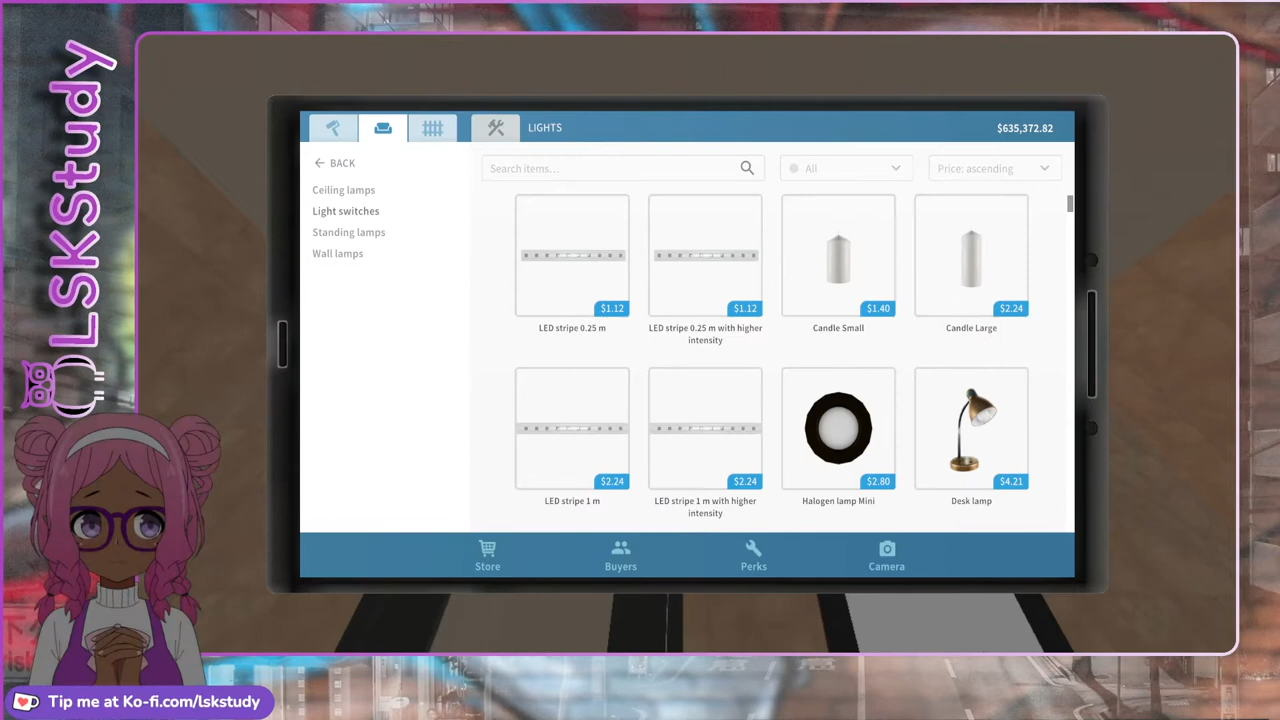 LSKStudy
LIGHTS
$635,372.82
BACK
Ceiling lamps
Light switches
Standing lamps
Wall lamps
Search items...
All
Price: ascending
$1.12
$1.12
$1.40
$2.24
LED stripe 0.25 m
LED stripe 0.25 m with higher
intensity
Candle Small
Candle Large
$2.24
$2.24
$2.80
$4.21
LED stripe 1 m
LED stripe 1 m with higher
intensity
Halogen lamp Mini
Desk lamp
Store
Buyers
Perks
Camera
Tip me at Ko-fi.com/lskstudy